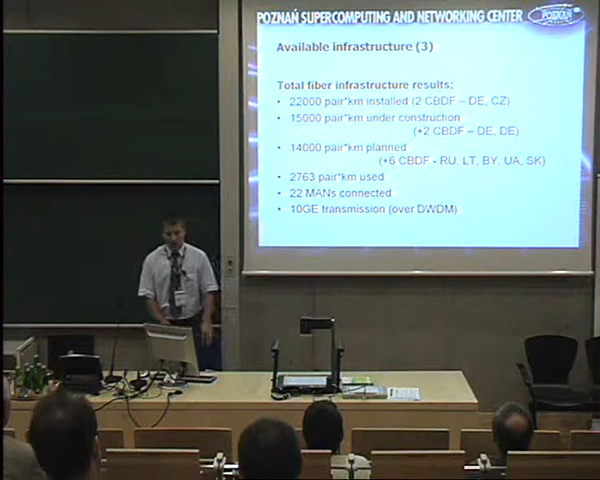 POZNAŃ SUPERCOMPUTING AND NETWORKING CENTER
POZNAŃ
Available infrastructure (3)
Total fiber infrastructure results:
• 22000 pair*km installed (2 CBDF – DE, CZ)
• 15000 pair*km under construction
(+2 CBDF – DE, DE)
• 14000 pair*km planned
(+6 CBDF - RU, LT, BY, UA, SK)
• 2763 pair*km used
• 22 MANs connected
• 10GE transmission (over DWDM)